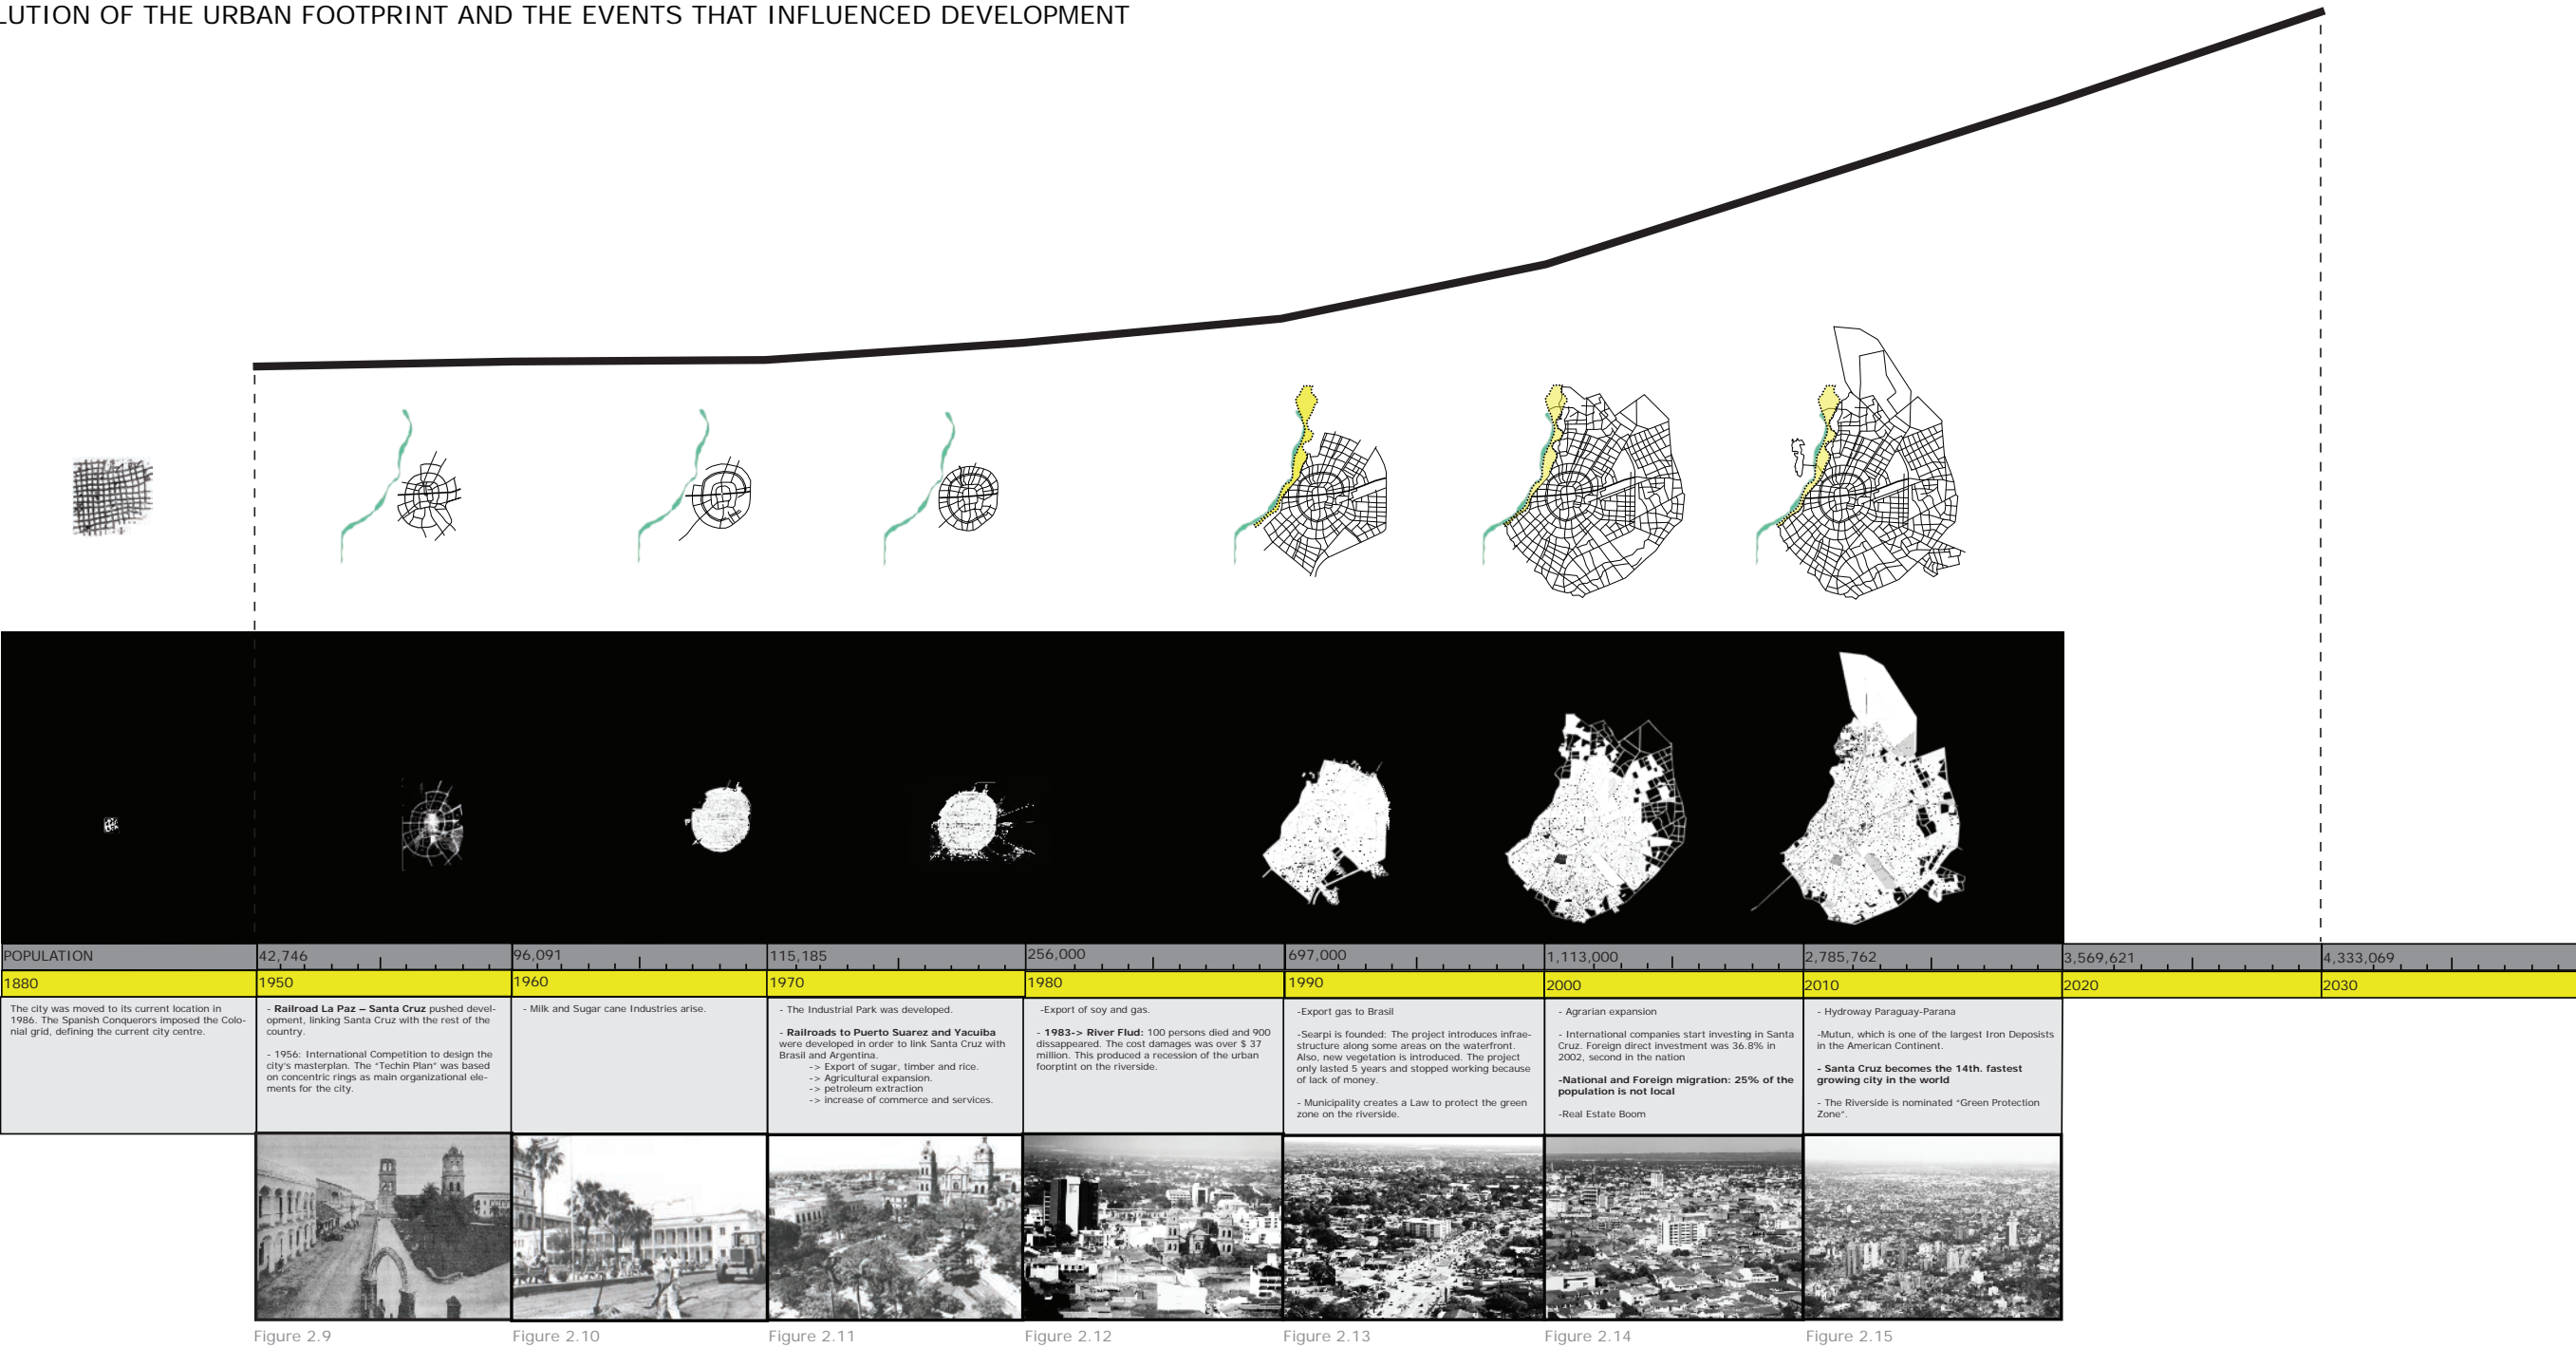 LUTION OF THE URBAN FOOTPRINT AND THE EVENTS THAT INFLUENCED DEVELOPMENT
POPULATION
42,746
96,091
115,185
256,000
697,000
1,113,000
2,785,762
3,569,621
4,333,069
1880
1950
1960
1970
1980
1990
2000
2010
2020
2030
The city was moved to its current location in
1986. The Spanish Conquerors imposed the Colo-
nial grid, defining the current city centre.
- Railroad La Paz – Santa Cruz pushed devel-
opment, linking Santa Cruz with the rest of the
country.
- 1956: International Competition to design the
city's masterplan. The "Techin Plan" was based
on concentric rings as main organizational ele-
ments for the city.
- Milk and Sugar cane Industries arise.
- The Industrial Park was developed.
- Railroads to Puerto Suarez and Yacuiba
were developed in order to link Santa Cruz with
Brasil and Argentina.
-> Export of sugar, timber and rice.
-> Agricultural expansion.
-> petroleum extraction
-> increase of commerce and services.
-Export of soy and gas.
- 1983-> River Flud: 100 persons died and 900
dissappeared. The cost damages was over $ 37
million. This produced a recession of the urban
foorptint on the riverside.
-Export gas to Brasil
-Searpi is founded: The project introduces infrae-
structure along some areas on the waterfront.
Also, new vegetation is introduced. The project
only lasted 5 years and stopped working because
of lack of money.
- Municipality creates a Law to protect the green
zone on the riverside.
- Agrarian expansion
- International companies start investing in Santa
Cruz. Foreign direct investment was 36.8% in
2002, second in the nation
-National and Foreign migration: 25% of the
population is not local
-Real Estate Boom
- Hydroway Paraguay-Parana
-Mutun, which is one of the largest Iron Deposists
in the American Continent.
- Santa Cruz becomes the 14th. fastest
growing city in the world
- The Riverside is nominated "Green Protection
Zone".
Figure 2.9
Figure 2.10
Figure 2.11
Figure 2.12
Figure 2.13
Figure 2.14
Figure 2.15